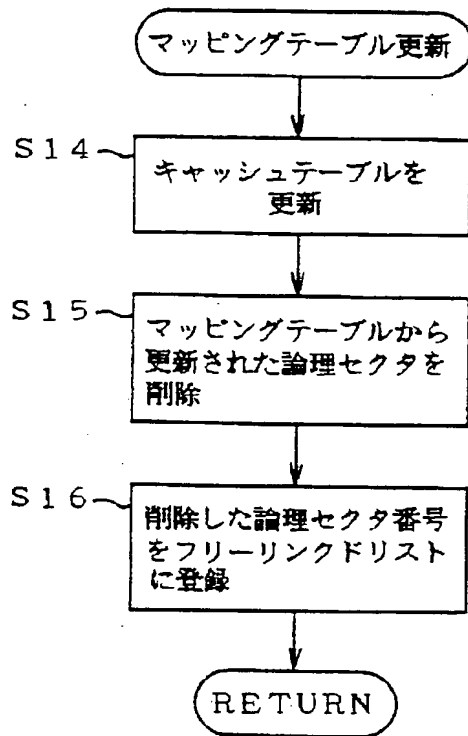 マッピングテーブル更新
S14
キャッシュテーブルを
更新
S15
マッピングテーブルから
更新された論理セクタを
削除
S16
削除した論理セクタ番号
をフリーリンクドリスト
に登録
RETURN